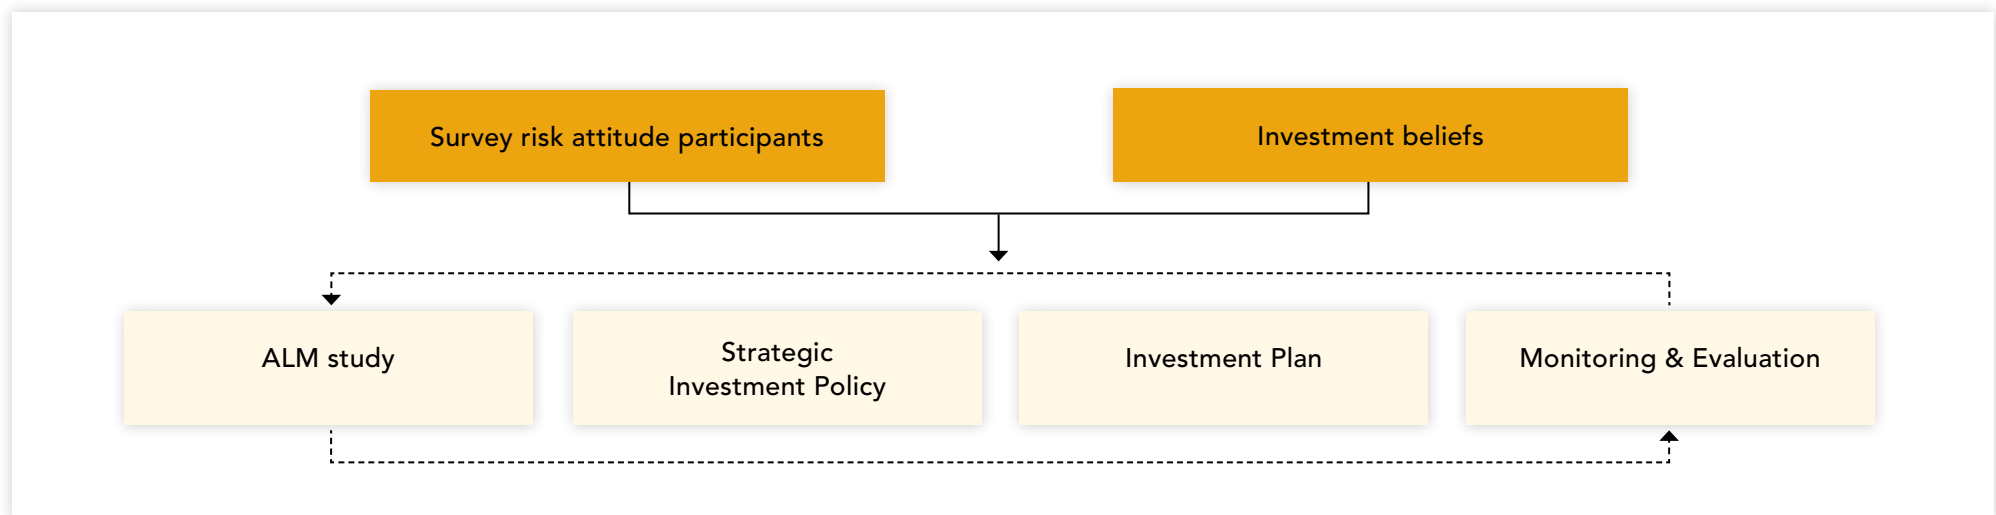 Survey risk attitude participants
Investment beliefs
ALM study
Strategic
Investment Policy
Investment Plan
Monitoring & Evaluation